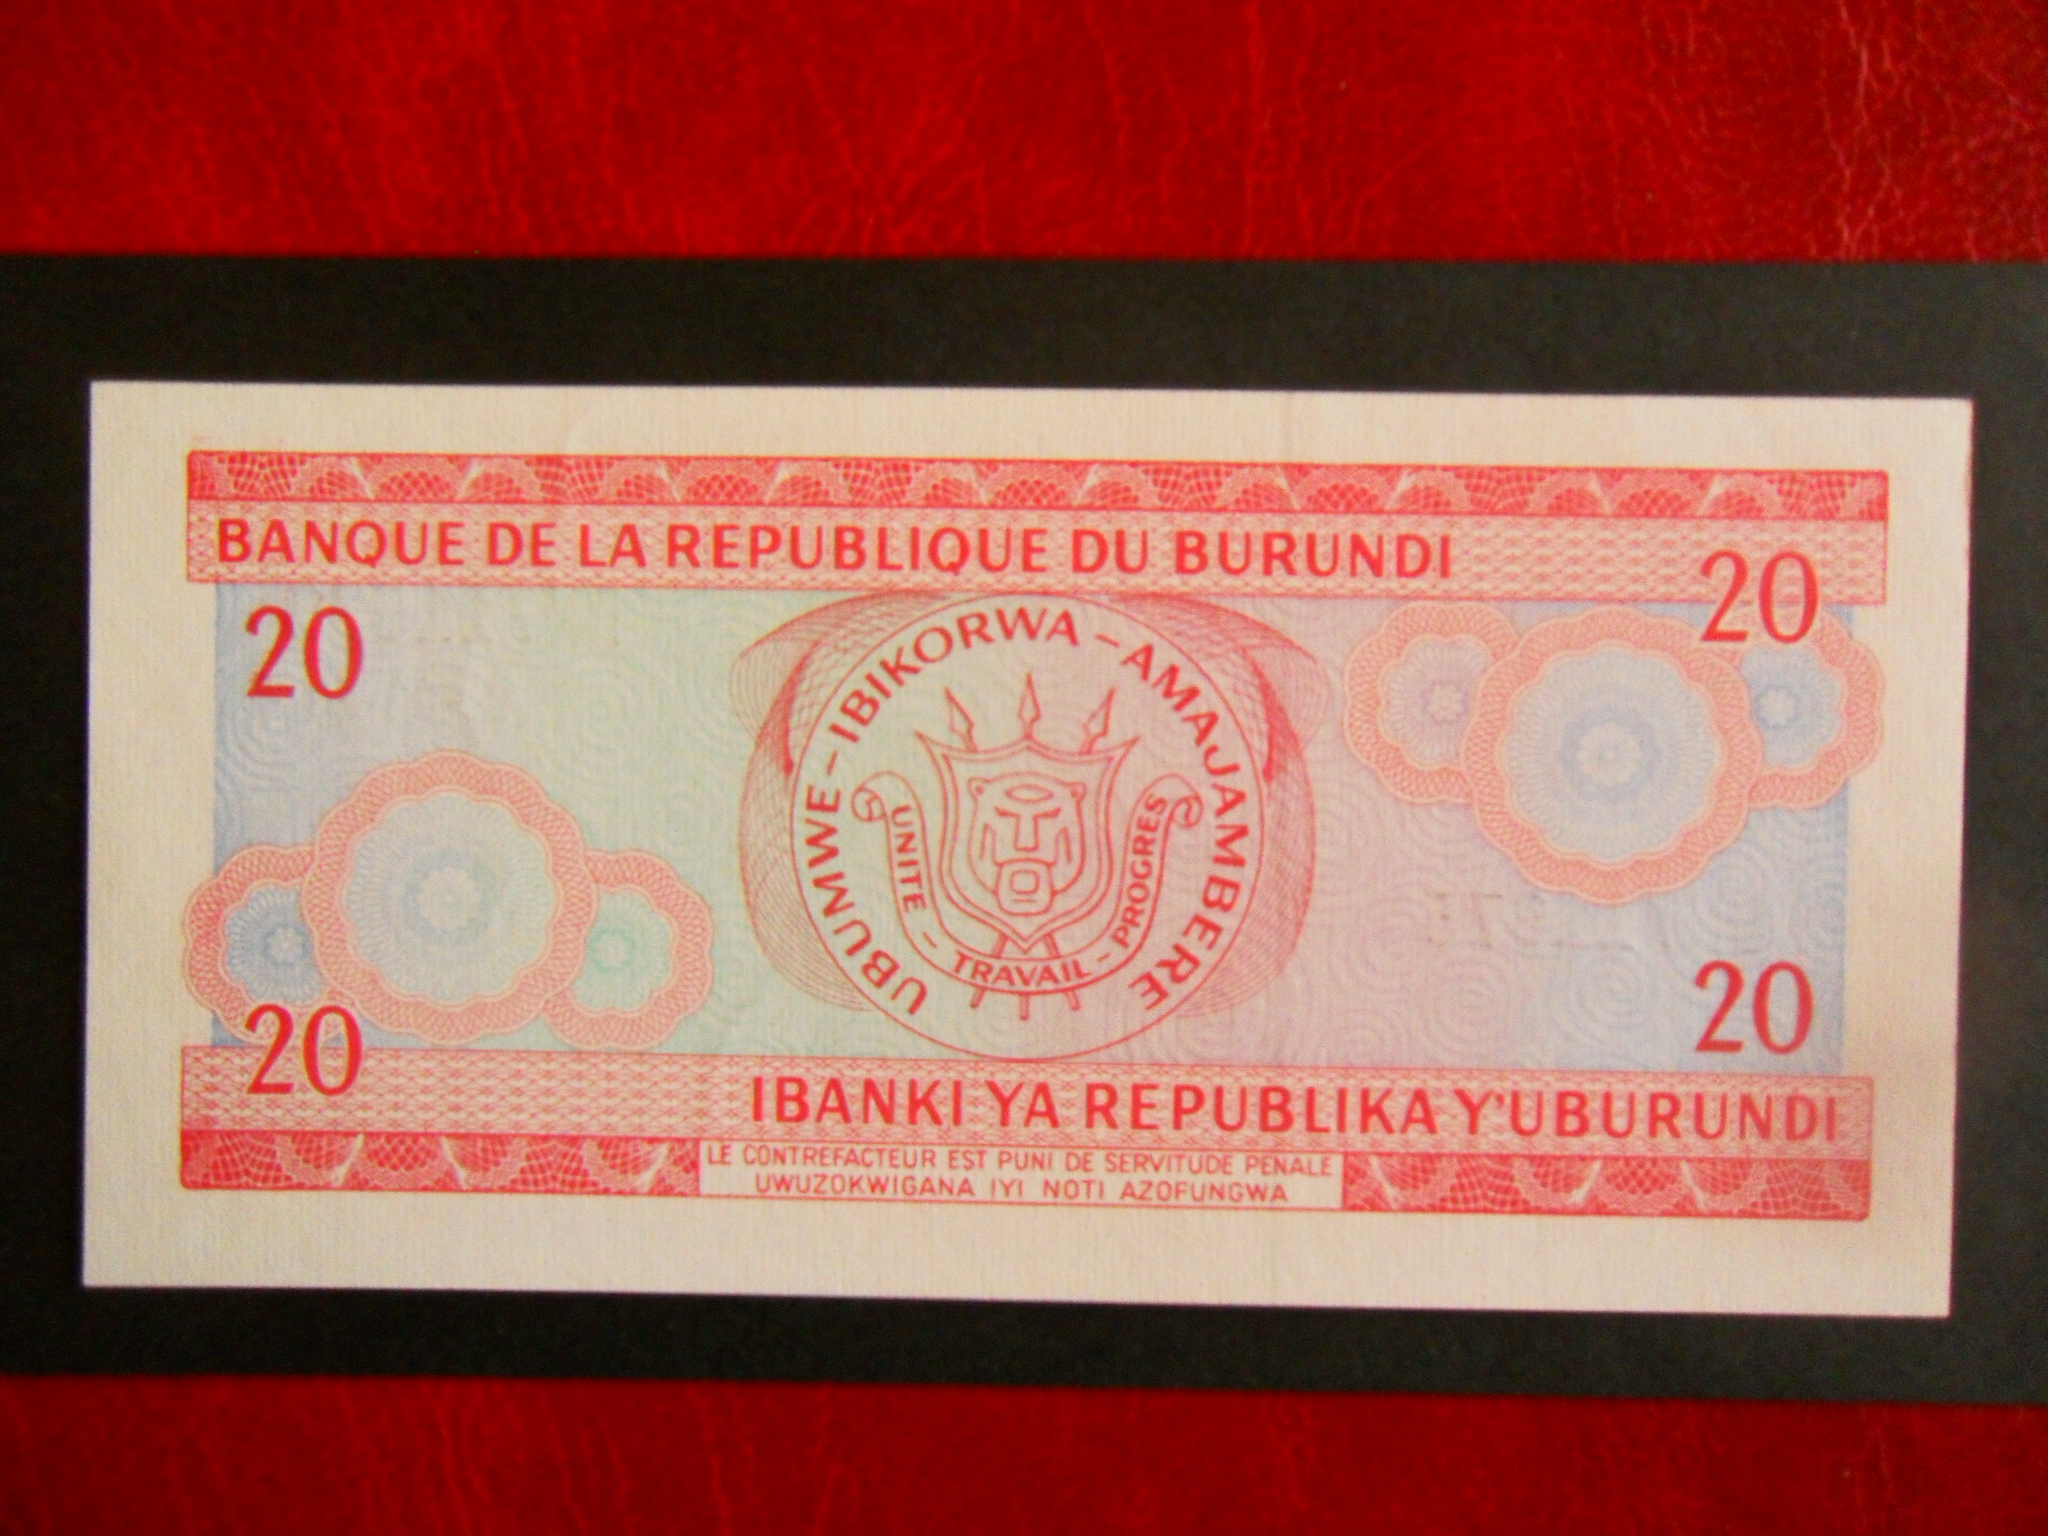 BANQUE DE LA REPUBLIQUE DU BURUNDI
20
20
UBUMWE - IBIKORWA - AMAJAMBERE
UNITE - TRAVAIL - PROGRES
20
20
IBANKI YA REPUBLIKA Y'UBURUNDI
LE CONTREFACTEUR EST PUNI DE SERVITUDE PENALE
UWUZOKWIGANA IYI NOTI AZOFUNGWA